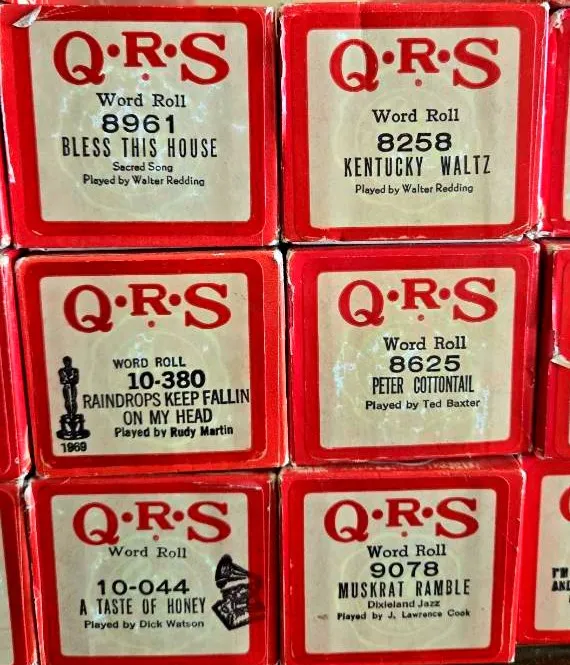 Q•R•S
Word Roll
8961
BLESS THIS HOUSE
Sacred Song
Played by Walter Redding
Q•R•S
Word Roll
8258
KENTUCKY WALTZ
Played by Walter Redding
Q•R•S
WORD ROLL
10-380
RAINDROPS KEEP FALLIN
ON MY HEAD
Played by Rudy Martin
1969
Q•R•S
Word Roll
8625
PETER COTTONTAIL
Played by Ted Baxter
Q•R•S
Word Roll
10-044
A TASTE OF HONEY
Played by Dick Watson
Q•R•S
Word Roll
9078
MUSKRAT RAMBLE
Dixieland Jazz
Played by J. Lawrence Cook
I'M
AND